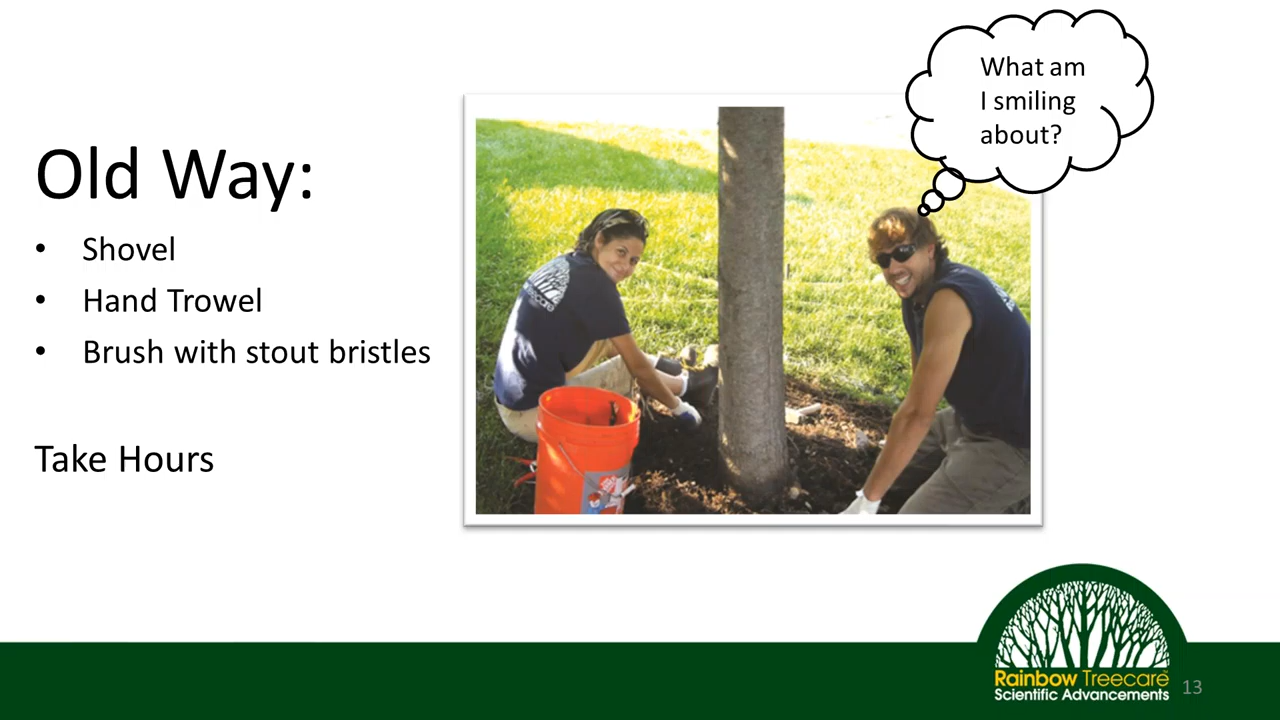 Old Way:
• Shovel
• Hand Trowel
• Brush with stout bristles
Take Hours
What am
I smiling
about?
Rainbow Treecare
Scientific Advancements
13